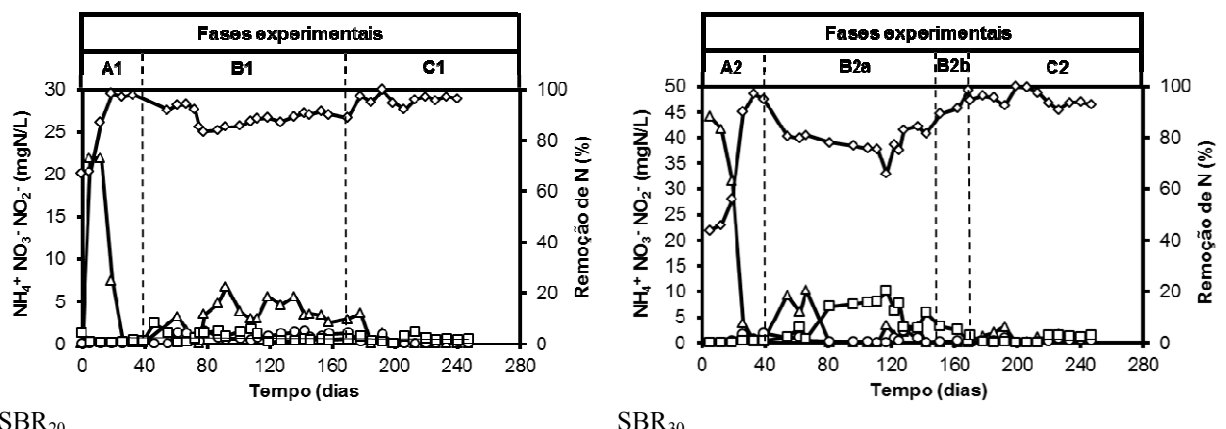 Fases experimentais
A1 B1 C1
30 25 20 15 10 5 0
NH₄⁺ NO₃⁻ NO₂⁻ (mgN/L)
100 80 60 40 20 0
Remoção de N (%)
0 40 80 120 160 200 240 280
Tempo (dias
SBR₂₀
Fases experimentais
A2 B2a B2b C2
50 45 40 35 30 25 20 15 10 5 0
NH₄⁺ NO₃⁻ NO₂⁻ (mgN/L)
100 80 60 40 20 0
Remoção de N (%)
0 40 80 120 160 200 240 280
Tempo (dias)
SBR₃₀